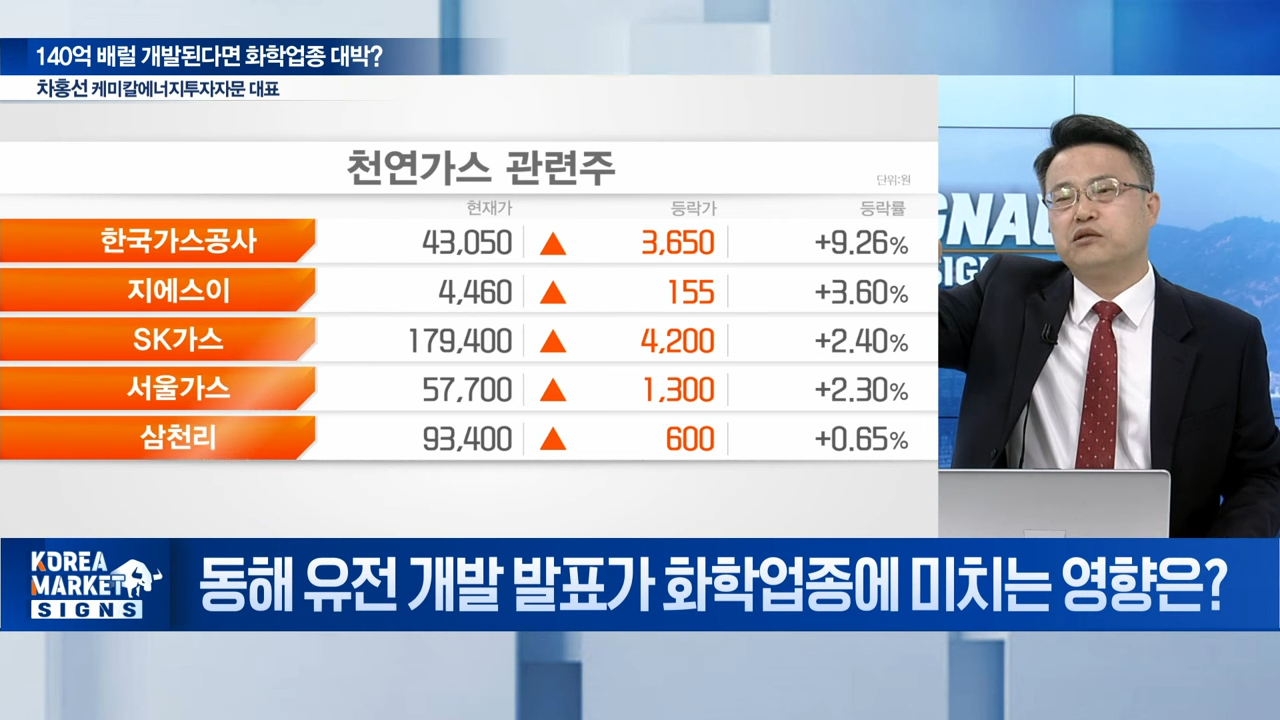 140억 배럴 개발된다면 화학업종 대박?
차홍선 케미칼에너지투자자문 대표
천연가스 관련주
단위:원
현재가 등락가 등락률
한국가스공사 43,050 ▲ 3,650 +9.26%
지에스이 4,460 ▲ 155 +3.60%
SK가스 179,400 ▲ 4,200 +2.40%
서울가스 57,700 ▲ 1,300 +2.30%
삼천리 93,400 ▲ 600 +0.65%
GNAL
SIG
KOREA
MARKET
SIGNS
동해 유전 개발 발표가 화학업종에 미치는 영향은?